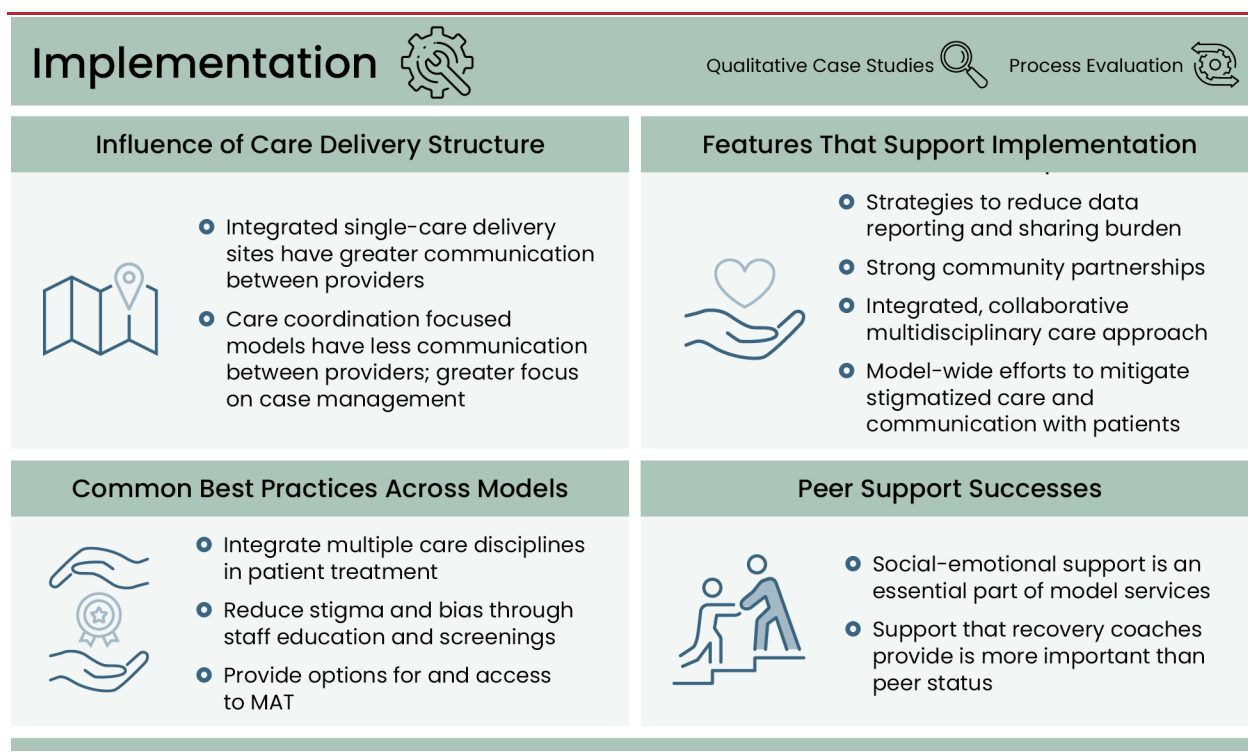 Implementation
Qualitative Case Studies
Process Evaluation
Influence of Care Delivery Structure
Integrated single-care delivery
sites have greater communication
between providers
Care coordination focused
models have less communication
between providers; greater focus
on case management
Features That Support Implementation
Strategies to reduce data
reporting and sharing burden
Strong community partnerships
Integrated, collaborative
multidisciplinary care approach
Model-wide efforts to mitigate
stigmatized care and
communication with patients
Common Best Practices Across Models
Integrate multiple care disciplines
in patient treatment
Reduce stigma and bias through
staff education and screenings
Provide options for and access
to MAT
Peer Support Successes
Social-emotional support is an
essential part of model services
Support that recovery coaches
provide is more important than
peer status